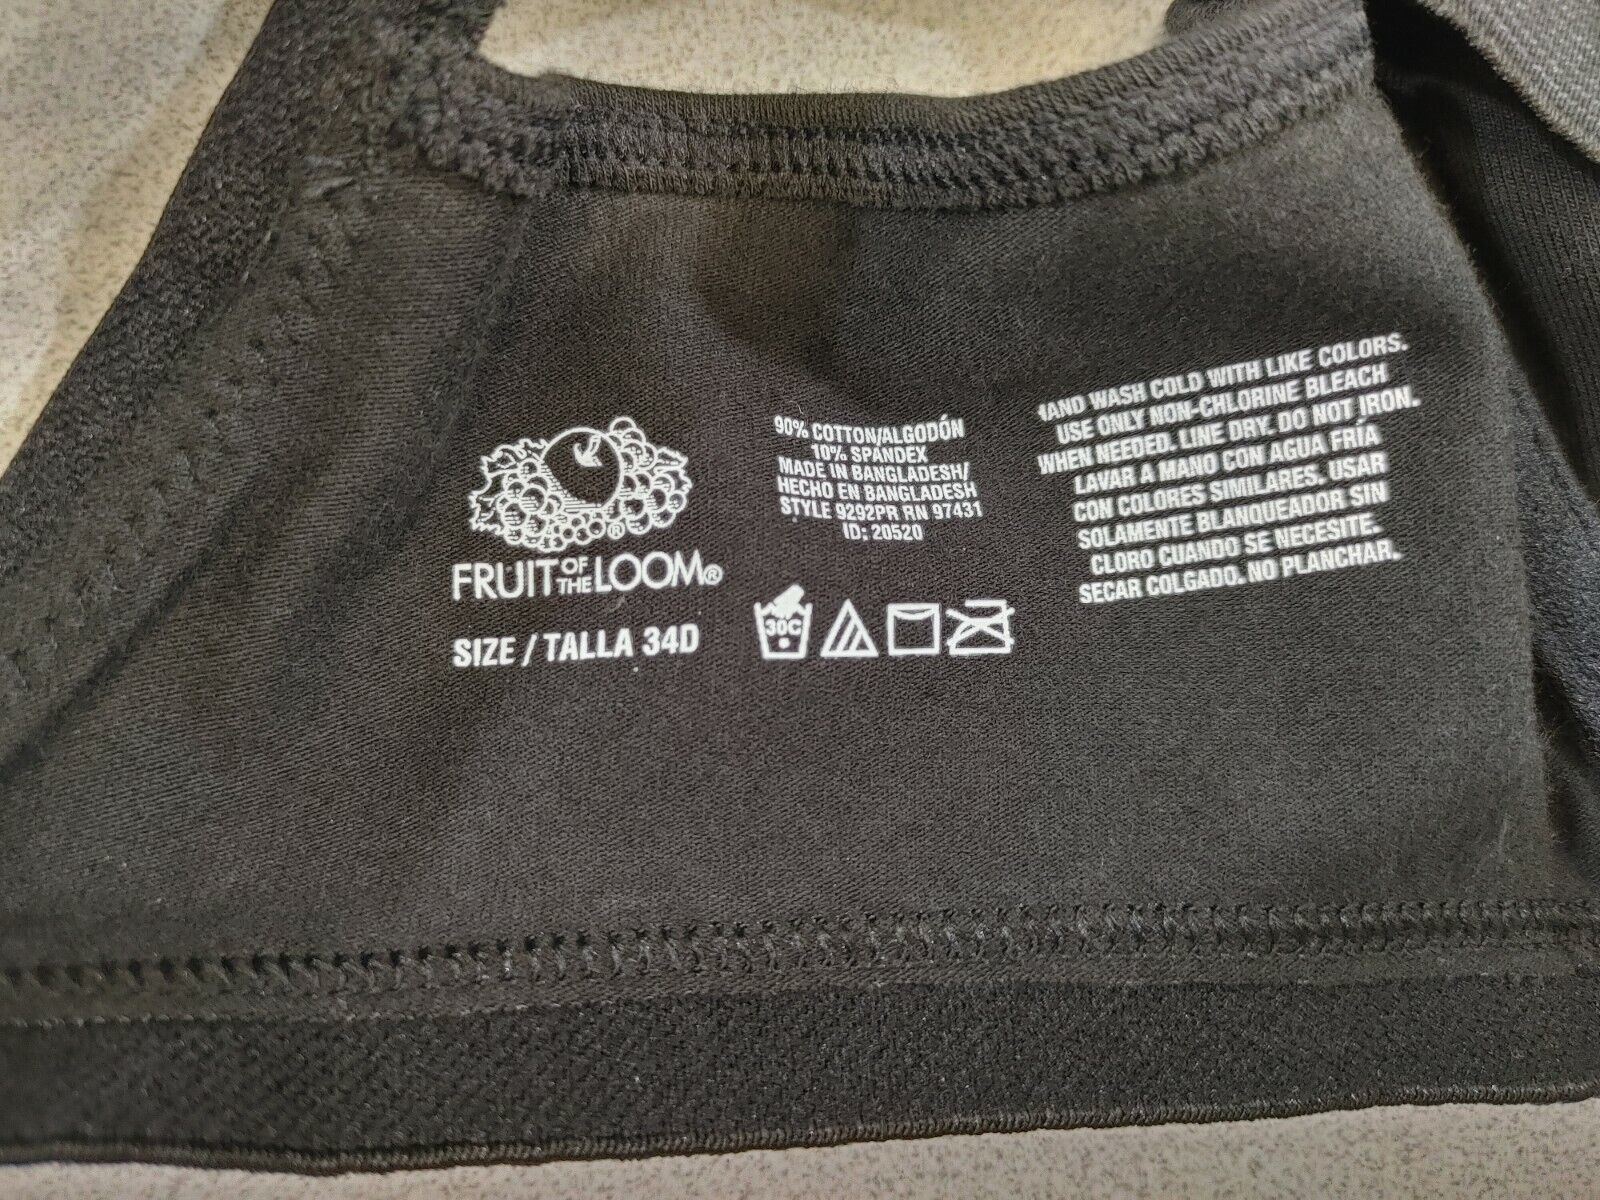 FRUIT OF THE LOOM®
SIZE / TALLA 34D
90% COTTON/ALGODÓN
10% SPANDEX
MADE IN BANGLADESH/
HECHO EN BANGLADESH
STYLE 9292PR RN 97431
ID: 20520
30C
HAND WASH COLD WITH LIKE COLORS.
USE ONLY NON-CHLORINE BLEACH
WHEN NEEDED. LINE DRY. DO NOT IRON.
LAVAR A MANO CON AGUA FRÍA
CON COLORES SIMILARES. USAR
SOLAMENTE BLANQUEADOR SIN
CLORO CUANDO SE NECESITE.
SECAR COLGADO. NO PLANCHAR.